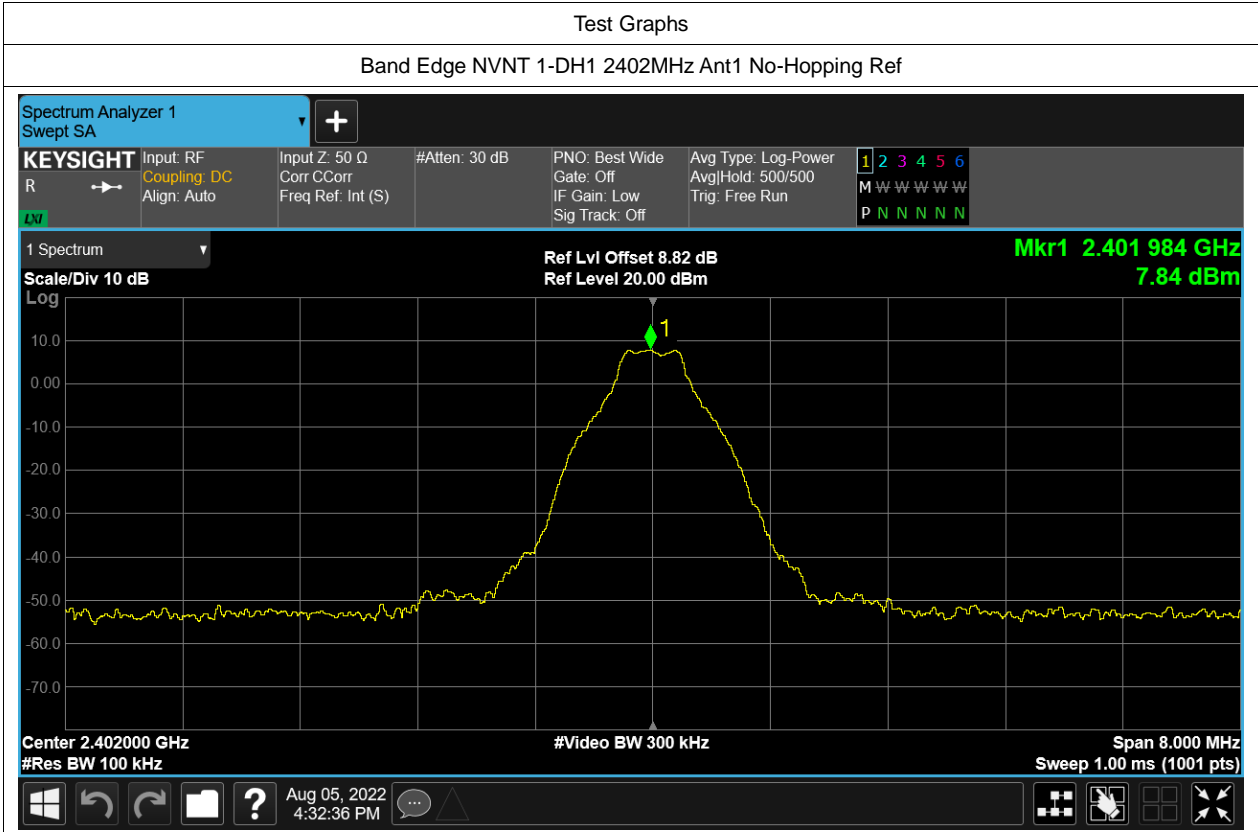 Test Graphs
Band Edge NVNT 1-DH1 2402MHz Ant1 No-Hopping Ref
Spectrum Analyzer 1
Swept SA
KEYSIGHT
R
LXI
Input: RF
Coupling: DC
Align: Auto
Input Z: 50 Ω
Corr CCorr
Freq Ref: Int (S)
#Atten: 30 dB
PNO: Best Wide
Gate: Off
IF Gain: Low
Sig Track: Off
Avg Type: Log-Power
Avg|Hold: 500/500
Trig: Free Run
1 2 3 4 5 6
M W W W W W W
P N N N N N
1 Spectrum
Scale/Div 10 dB
Log
Ref Lvl Offset 8.82 dB
Ref Level 20.00 dBm
Mkr1 2.401 984 GHz
7.84 dBm
1
10.0
0.00
-10.0
-20.0
-30.0
-40.0
-50.0
-60.0
-70.0
Center 2.402000 GHz
#Res BW 100 kHz
#Video BW 300 kHz
Span 8.000 MHz
Sweep 1.00 ms (1001 pts)
?
Aug 05, 2022
4:32:36 PM